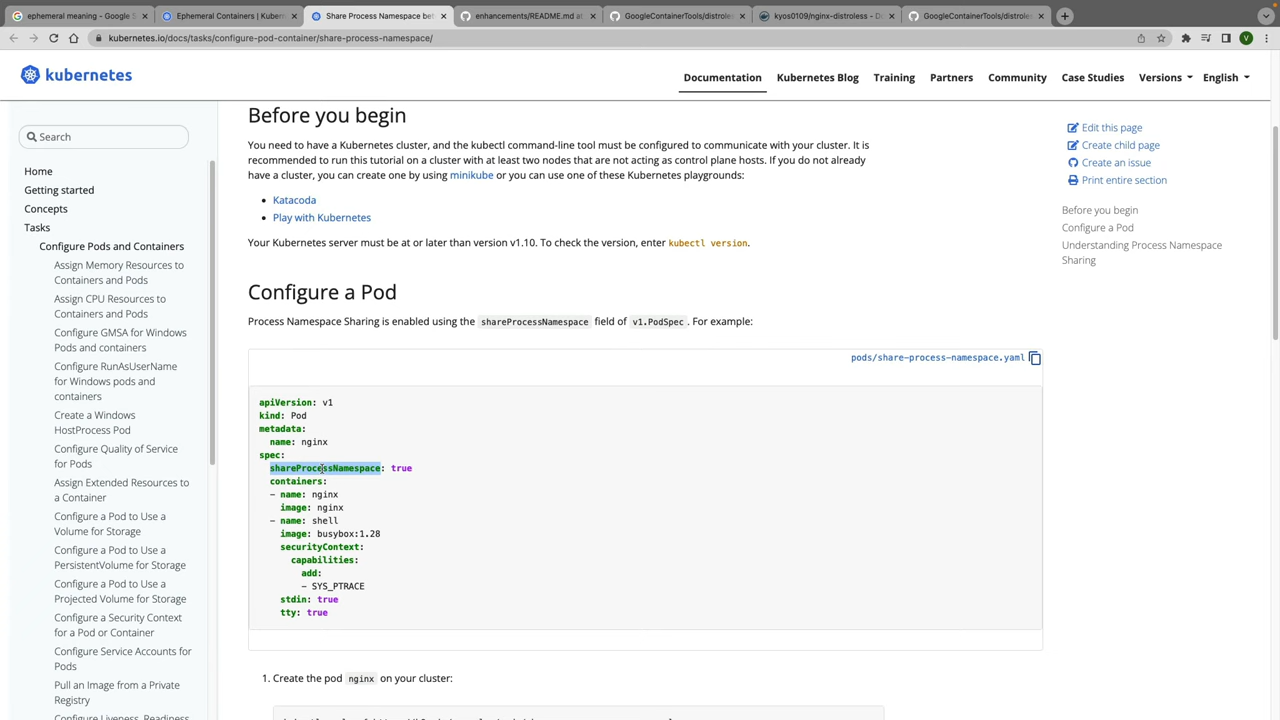 ephemeral meaning - Google S
Ephemeral Containers | Kubern
Share Process Namespace be
enhancements/README.md at
GoogleContainerTools/distroles
kyos0109/nginx-distroless - D
GoogleContainerTools/distroles
kubernetes.io/docs/tasks/configure-pod-container/share-process-namespace/
V
kubernetes
Documentation
Kubernetes Blog
Training
Partners
Community
Case Studies
Versions
English
Search
Home
Getting started
Concepts
Tasks
Configure Pods and Containers
Assign Memory Resources to
Containers and Pods
Assign CPU Resources to
Containers and Pods
Configure GMSA for Windows
Pods and containers
Configure RunAsUserName
for Windows pods and
containers
Create a Windows
HostProcess Pod
Configure Quality of Service
for Pods
Assign Extended Resources to
a Container
Configure a Pod to Use a
Volume for Storage
Configure a Pod to Use a
PersistentVolume for Storage
Configure a Pod to Use a
Projected Volume for Storage
Configure a Security Context
for a Pod or Container
Configure Service Accounts for
Pods
Pull an Image from a Private
Registry
Configure Liveness, Readiness
Before you begin
You need to have a Kubernetes cluster, and the kubectl command-line tool must be configured to communicate with your cluster. It is
recommended to run this tutorial on a cluster with at least two nodes that are not acting as control plane hosts. If you do not already
have a cluster, you can create one by using minikube or you can use one of these Kubernetes playgrounds:
• Katacoda
• Play with Kubernetes
Your Kubernetes server must be at or later than version v1.10. To check the version, enter kubectl version.
Configure a Pod
Process Namespace Sharing is enabled using the shareProcessNamespace field of v1.PodSpec. For example:
pods/share-process-namespace.yaml
apiVersion: v1
kind: Pod
metadata:
  name: nginx
spec:
  shareProcessNamespace: true
  containers:
  - name: nginx
    image: nginx
  - name: shell
    image: busybox:1.28
    securityContext:
      capabilities:
        add:
        - SYS_PTRACE
    stdin: true
    tty: true
1. Create the pod nginx on your cluster:
Edit this page
Create child page
Create an issue
Print entire section
Before you begin
Configure a Pod
Understanding Process Namespace
Sharing